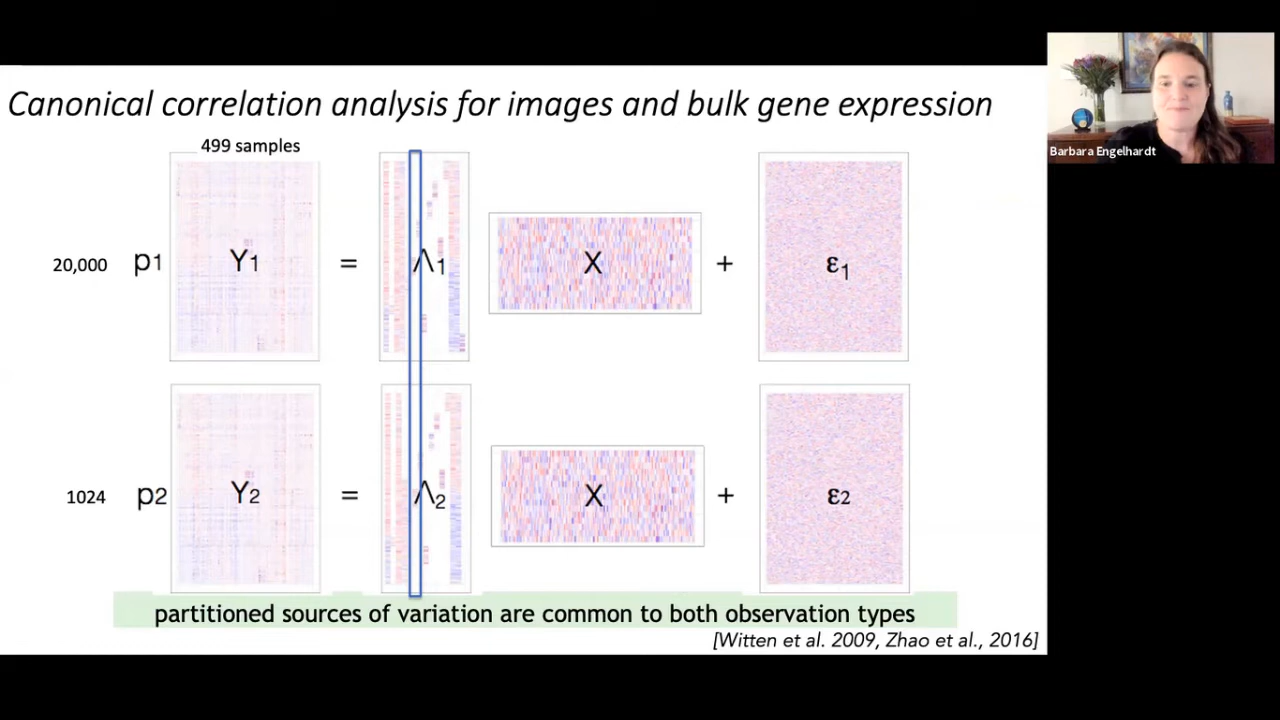 Canonical correlation analysis for images and bulk gene expression
499 samples
20,000 p1 Y1 = Λ1 X + ε1
1024 p2 Y2 = Λ2 X + ε2
partitioned sources of variation are common to both observation types
[Witten et al. 2009, Zhao et al., 2016]
Barbara Engelhardt